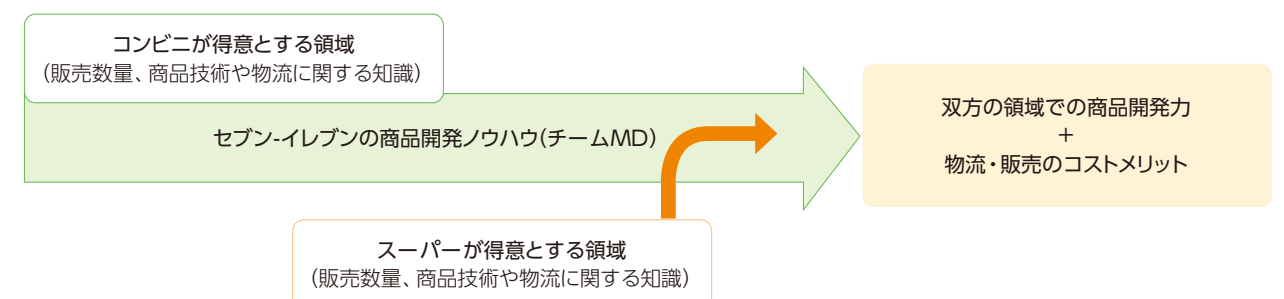 コンビニが得意とする領域
（販売数量、商品技術や物流に関する知識）
セブン-イレブンの商品開発ノウハウ(チームMD)
双方の領域での商品開発力
＋
物流・販売のコストメリット
スーパーが得意とする領域
（販売数量、商品技術や物流に関する知識）